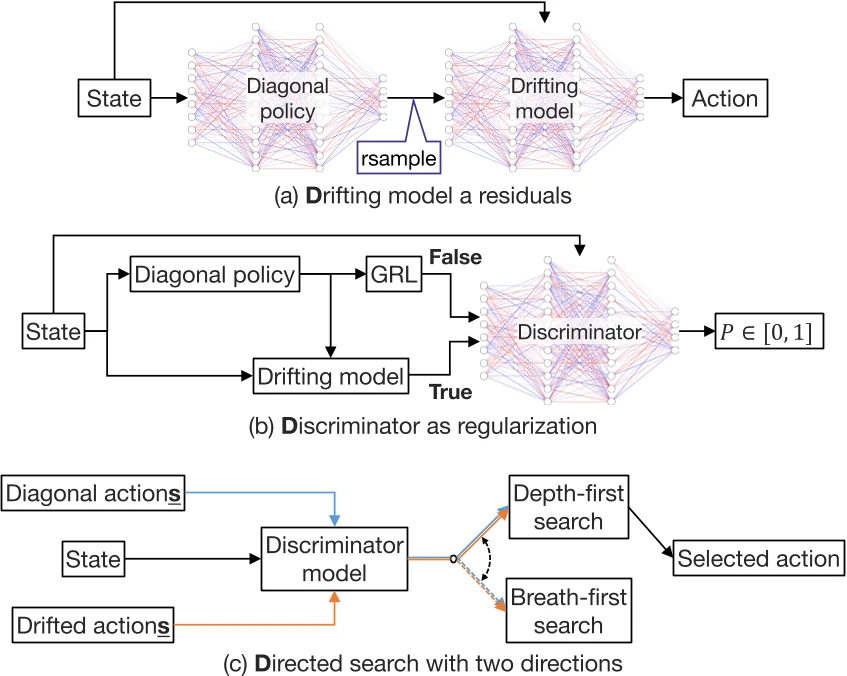 State
Diagonal
policy
rsample
Drifting
model
Action
(a) Drifting model a residuals
State
Diagonal policy
GRL
False
Drifting model
True
Discriminator
P ∈ [0, 1]
(b) Discriminator as regularization
Diagonal actions
State
Drifted actions
Discriminator
model
Depth-first
search
Breath-first
search
Selected action
(c) Directed search with two directions